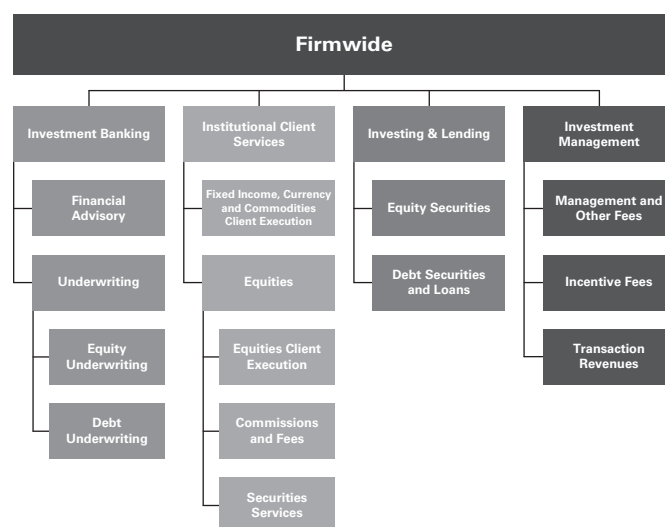 Firmwide
Investment Banking
Financial
Advisory
Underwriting
Equity
Underwriting
Debt
Underwriting
Institutional Client
Services
Fixed Income, Currency
and Commodities
Client Execution
Equities
Equities Client
Execution
Commissions
and Fees
Securities
Services
Investing & Lending
Equity Securities
Debt Securities
and Loans
Investment
Management
Management and
Other Fees
Incentive Fees
Transaction
Revenues